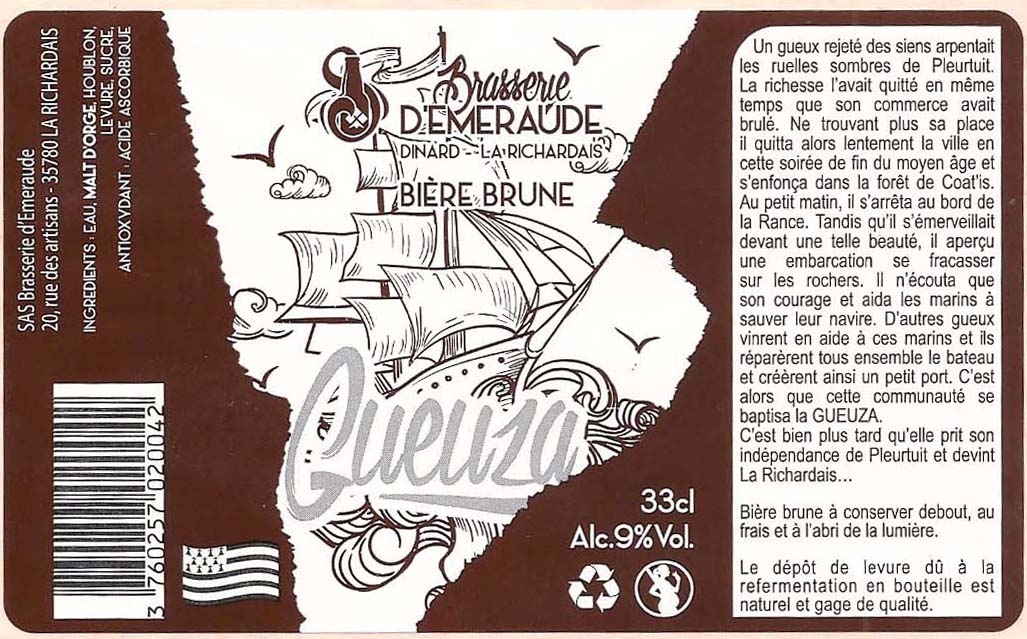 SAS Brasserie d'Emeraude
20, rue des artisans - 35780 LA RICHARDAIS
INGREDIENTS : EAU, MALT D'ORGE, HOUBLON,
LEVURE, SUCRE,
ANTIOXYDANT : ACIDE ASCORBIQUE
3 760257 020042
Brasserie
D'EMERAUDE
DINARD - LA RICHARDAIS
BIÈRE BRUNE
Gueuza
33cl
Alc.9%Vol.
Un gueux rejeté des siens arpentait
les ruelles sombres de Pleurtuit.
La richesse l'avait quitté en même
temps que son commerce avait
brulé. Ne trouvant plus sa place
il quitta alors lentement la ville en
cette soirée de fin du moyen âge et
s'enfonça dans la forêt de Coat'is.
Au petit matin, il s'arrêta au bord de
la Rance. Tandis qu'il s'émerveillait
devant une telle beauté, il aperçu
une embarcation se fracasser
sur les rochers. Il n'écouta que
son courage et aida les marins à
sauver leur navire. D'autres gueux
vinrent en aide à ces marins et ils
réparèrent tous ensemble le bateau
et créèrent ainsi un petit port. C'est
alors que cette communauté se
baptisa la GUEUZA.
C'est bien plus tard qu'elle prit son
indépendance de Pleurtuit et devint
La Richardais...
Bière brune à conserver debout, au
frais et à l'abri de la lumière.
Le dépôt de levure dû à la
refermentation en bouteille est
naturel et gage de qualité.